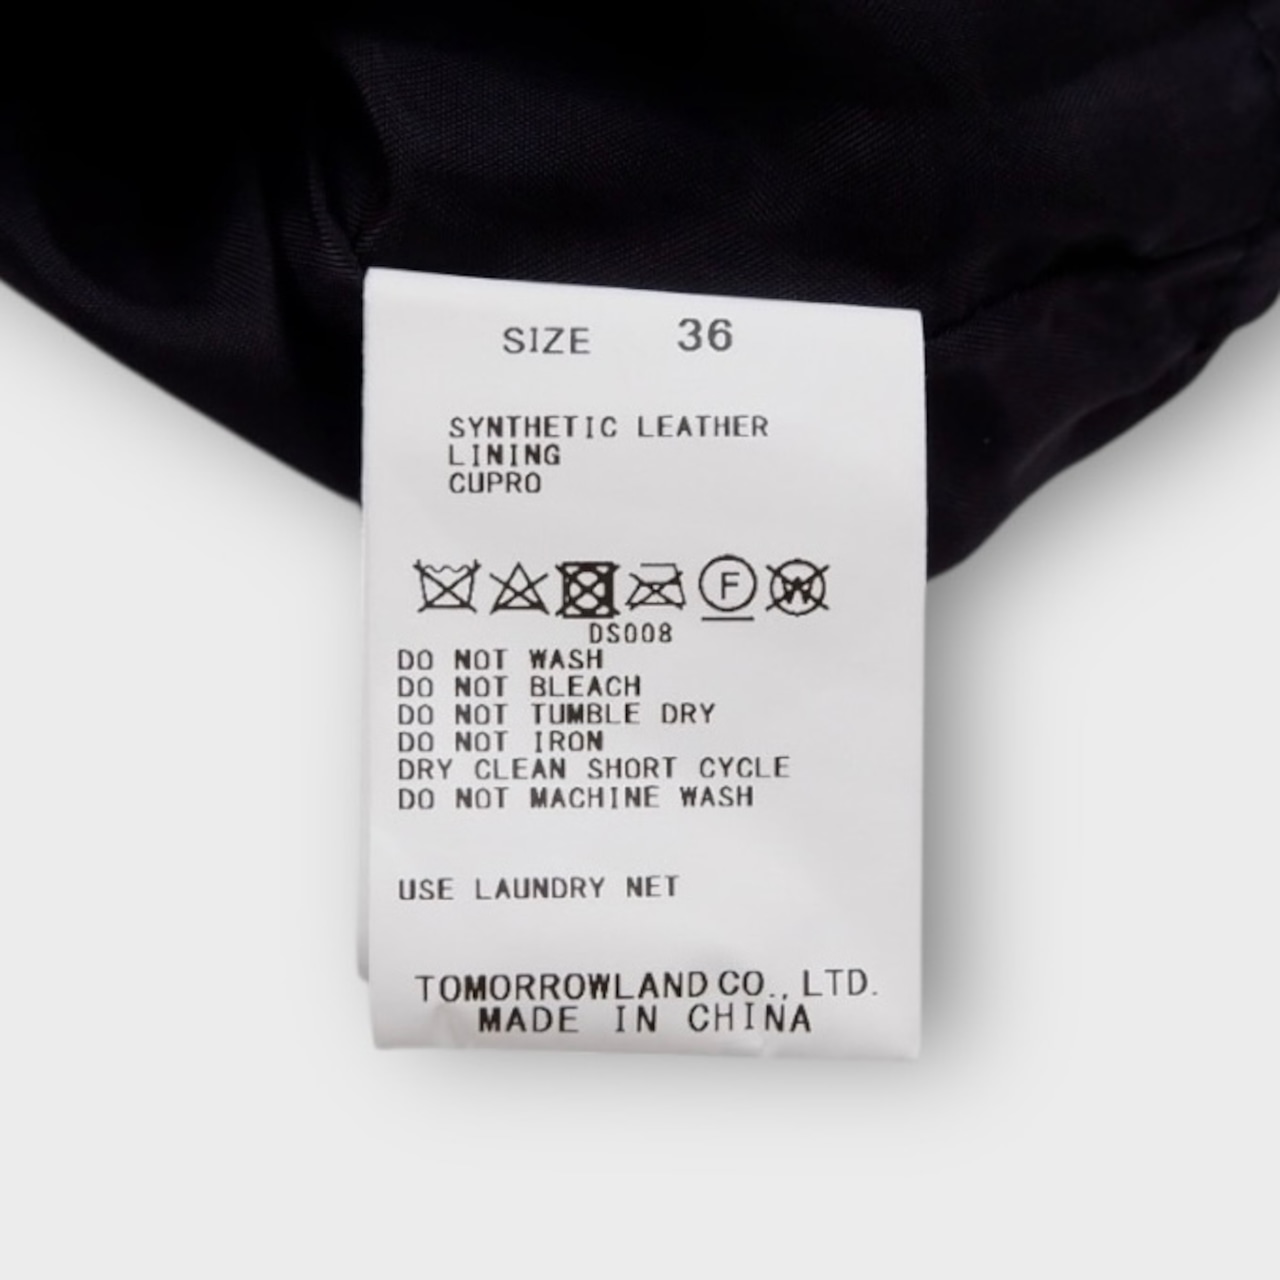 SIZE 36
SYNTHETIC LEATHER
LINING
CUPRO
F W
DS008
DO NOT WASH
DO NOT BLEACH
DO NOT TUMBLE DRY
DO NOT IRON
DRY CLEAN SHORT CYCLE
DO NOT MACHINE WASH
USE LAUNDRY NET
TOMORROWLAND CO., LTD.
MADE IN CHINA